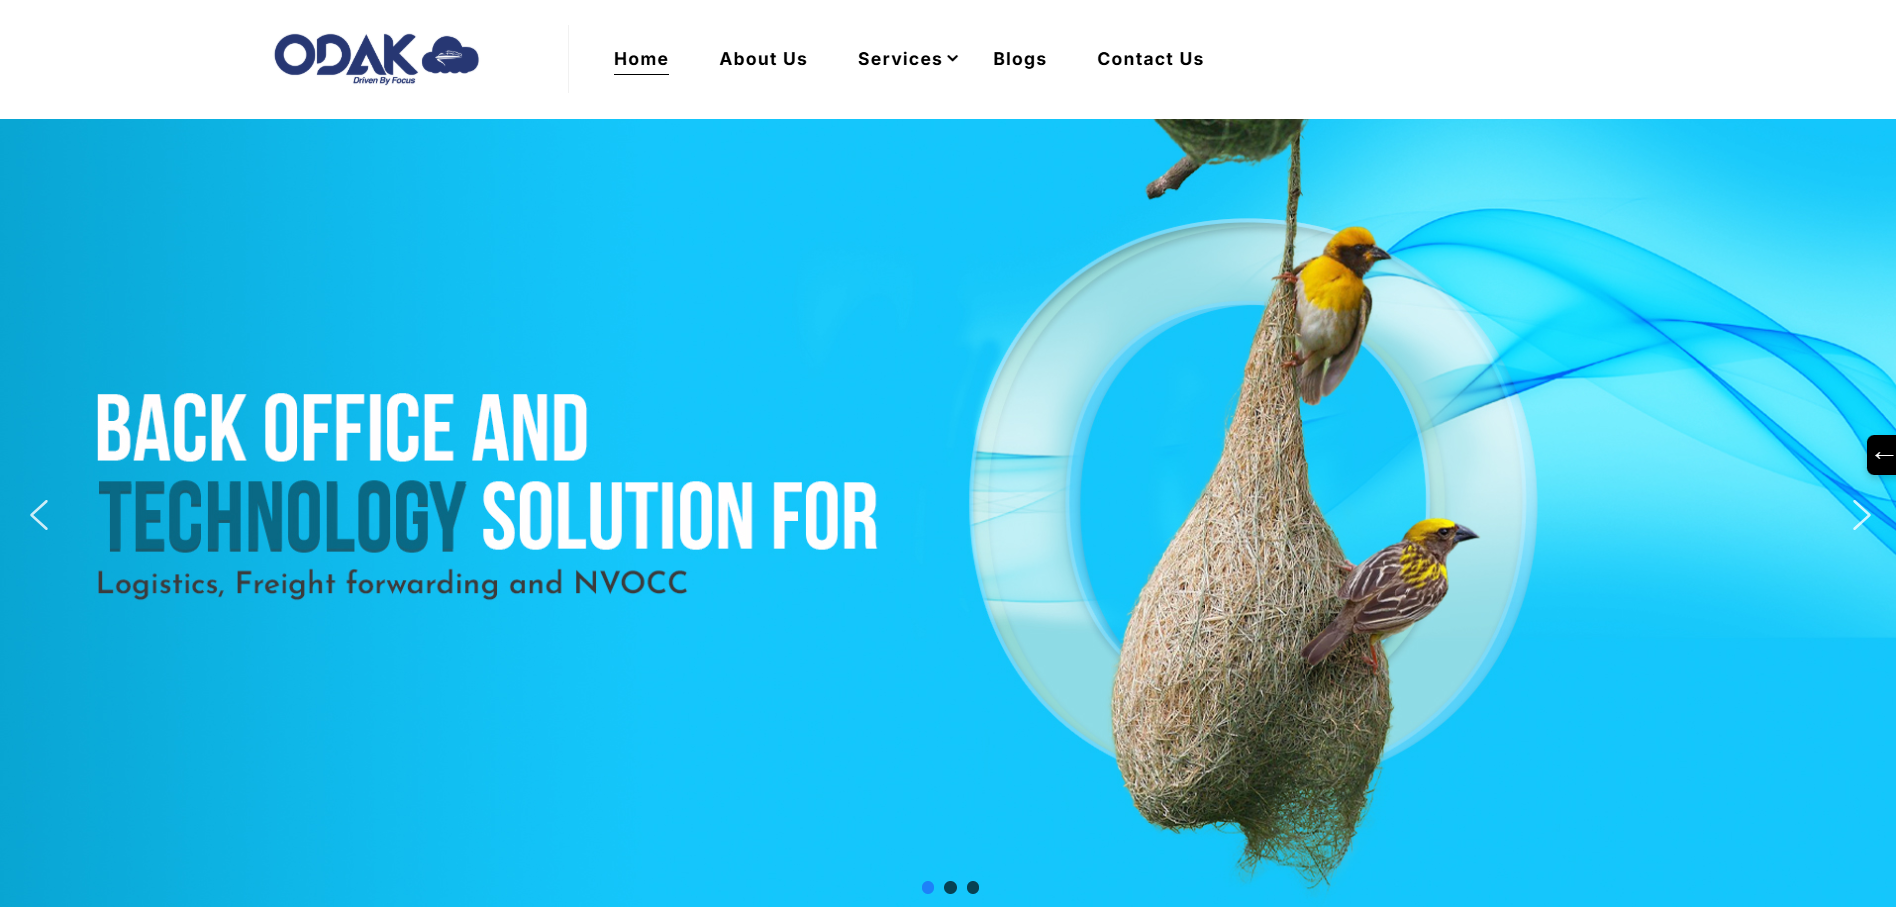 ODAK
Driven By Focus
Home
About Us
Services
Blogs
Contact Us
BACK OFFICE AND
TECHNOLOGY SOLUTION FOR
Logistics, Freight forwarding and NVOCC